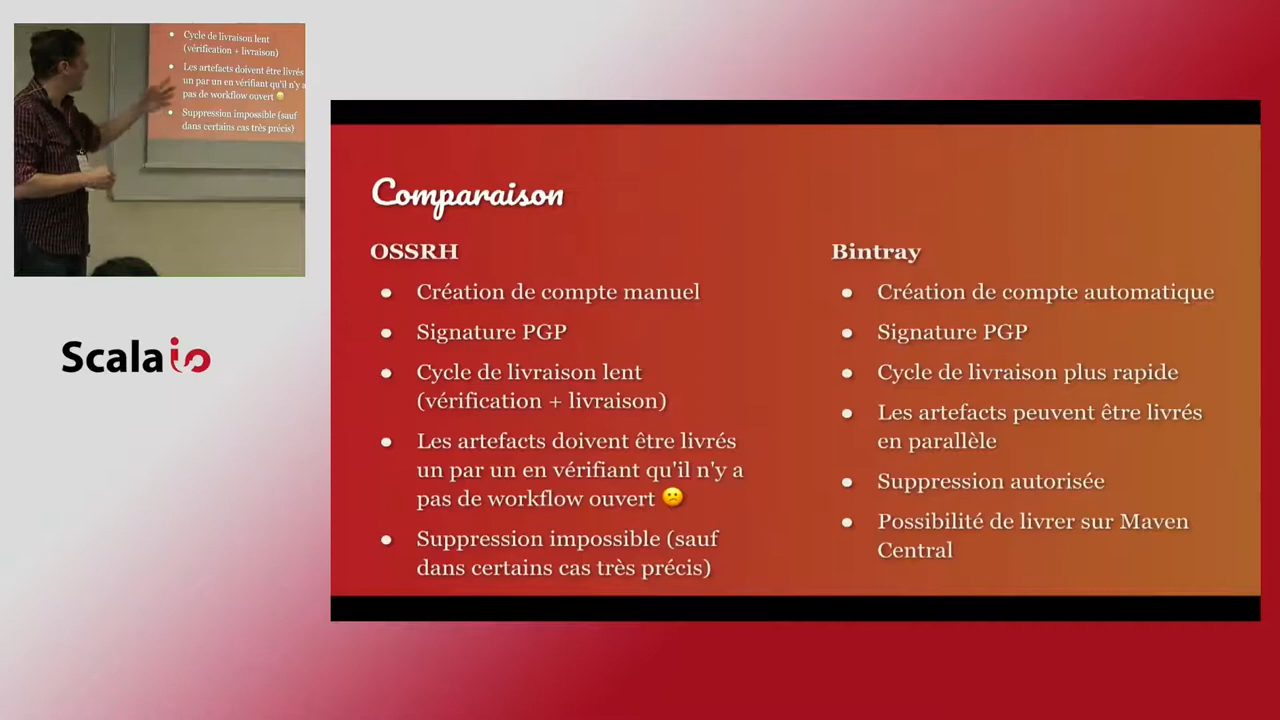 Cycle de livraison lent
(vérification + livraison)
Les artefacts doivent être livrés
un par un en vérifiant qu'il n'y a
pas de workflow ouvert 🙁
Suppression impossible (sauf
dans certains cas très précis)
Scala io
Comparaison
OSSRH
Création de compte manuel
Signature PGP
Cycle de livraison lent
(vérification + livraison)
Les artefacts doivent être livrés
un par un en vérifiant qu'il n'y a
pas de workflow ouvert 🙁
Suppression impossible (sauf
dans certains cas très précis)
Bintray
Création de compte automatique
Signature PGP
Cycle de livraison plus rapide
Les artefacts peuvent être livrés
en parallèle
Suppression autorisée
Possibilité de livrer sur Maven
Central